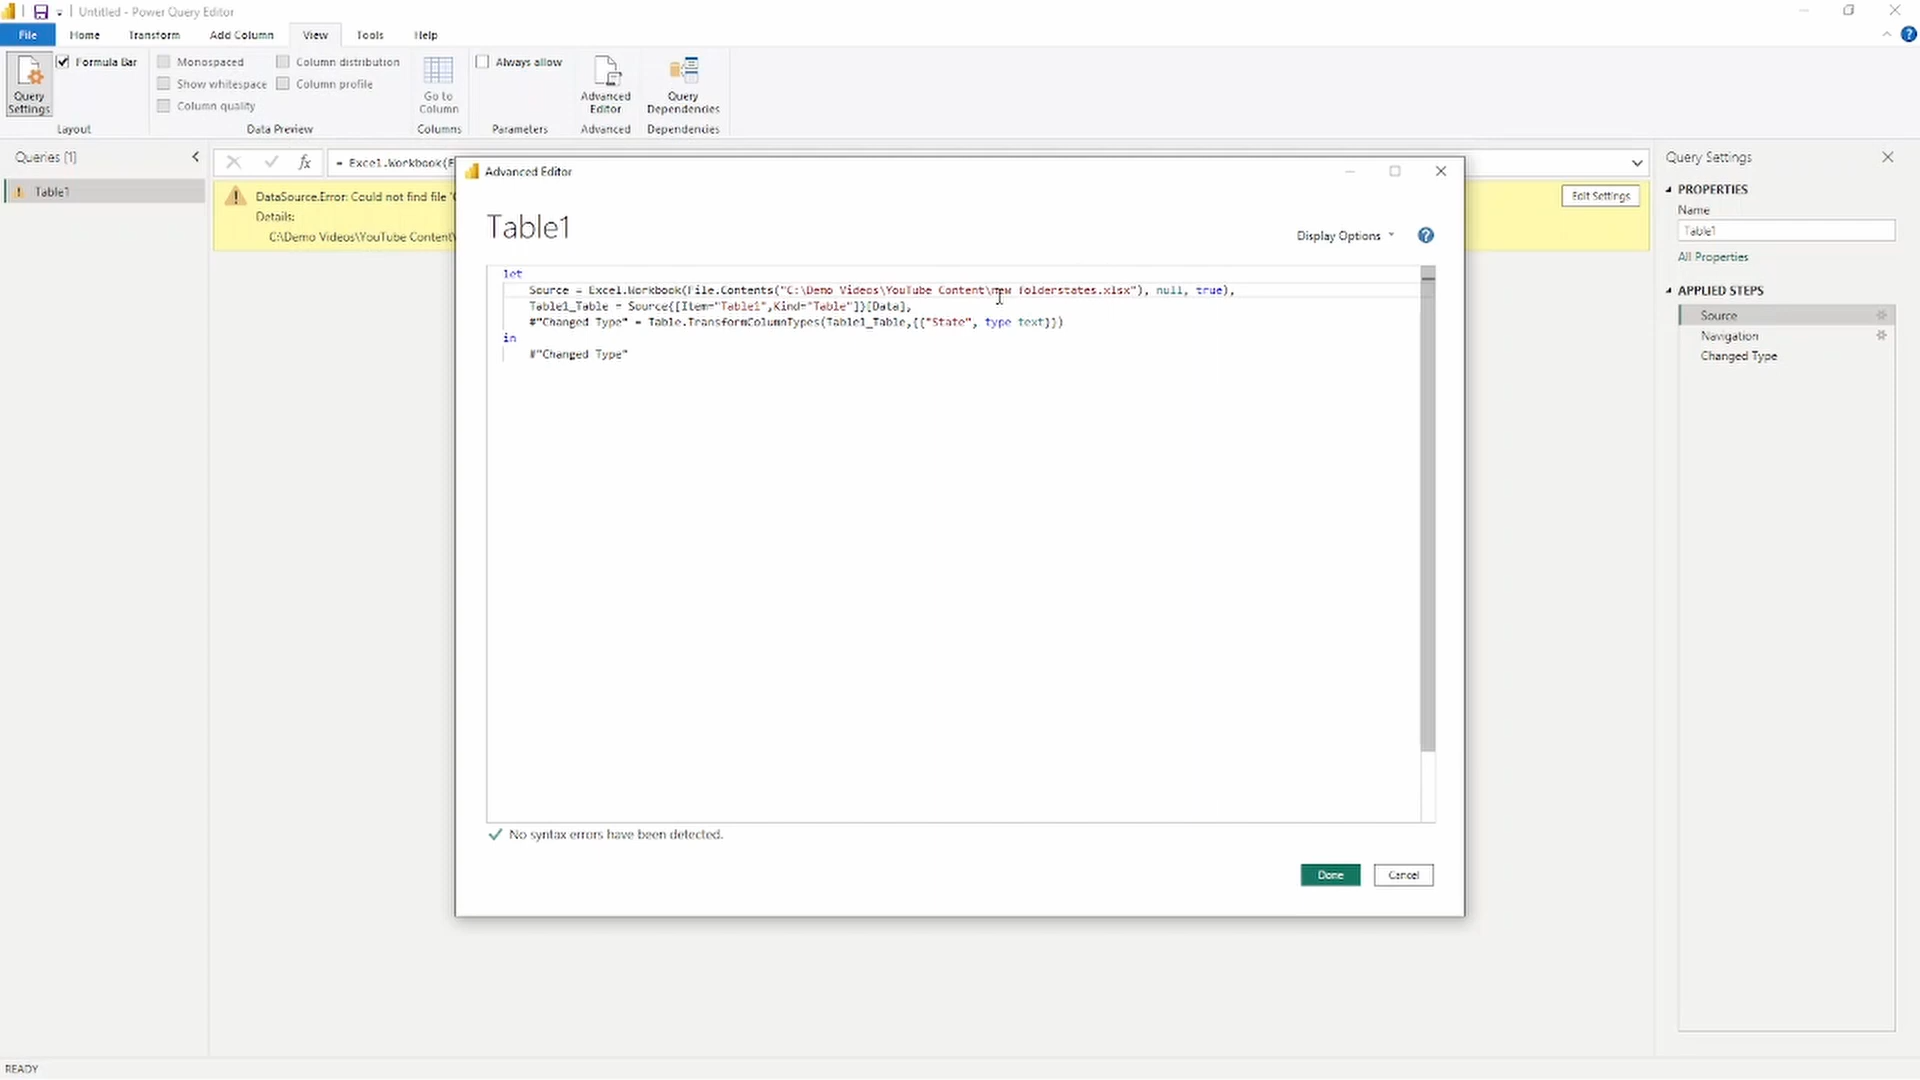 Untitled - Power Query Editor
File Home Transform Add Column View Tools Help
Query Settings
Formula Bar
Monospaced
Show whitespace
Column quality
Column distribution
Column profile
Go to Column
Always allow
Advanced Editor
Query Dependencies
Layout Data Preview Columns Parameters Advanced Dependencies
Queries [1]
Table1
fx = Excel.Workbook(F
DataSource.Error: Could not find file 'C
Details:
C:\Demo Videos\YouTube Content\
Edit Settings
Advanced Editor
Table1
Display Options
?
let
Source = Excel.Workbook(File.Contents("C:\Demo Videos\YouTube Content\new folderstates.xlsx"), null, true),
Table1_Table = Source{[Item="Table1",Kind="Table"]}[Data],
#"Changed Type" = Table.TransformColumnTypes(Table1_Table,{{"State", type text}})
in
#"Changed Type"
No syntax errors have been detected.
Done Cancel
Query Settings
PROPERTIES
Name
Table1
All Properties
APPLIED STEPS
Source
Navigation
Changed Type
READY